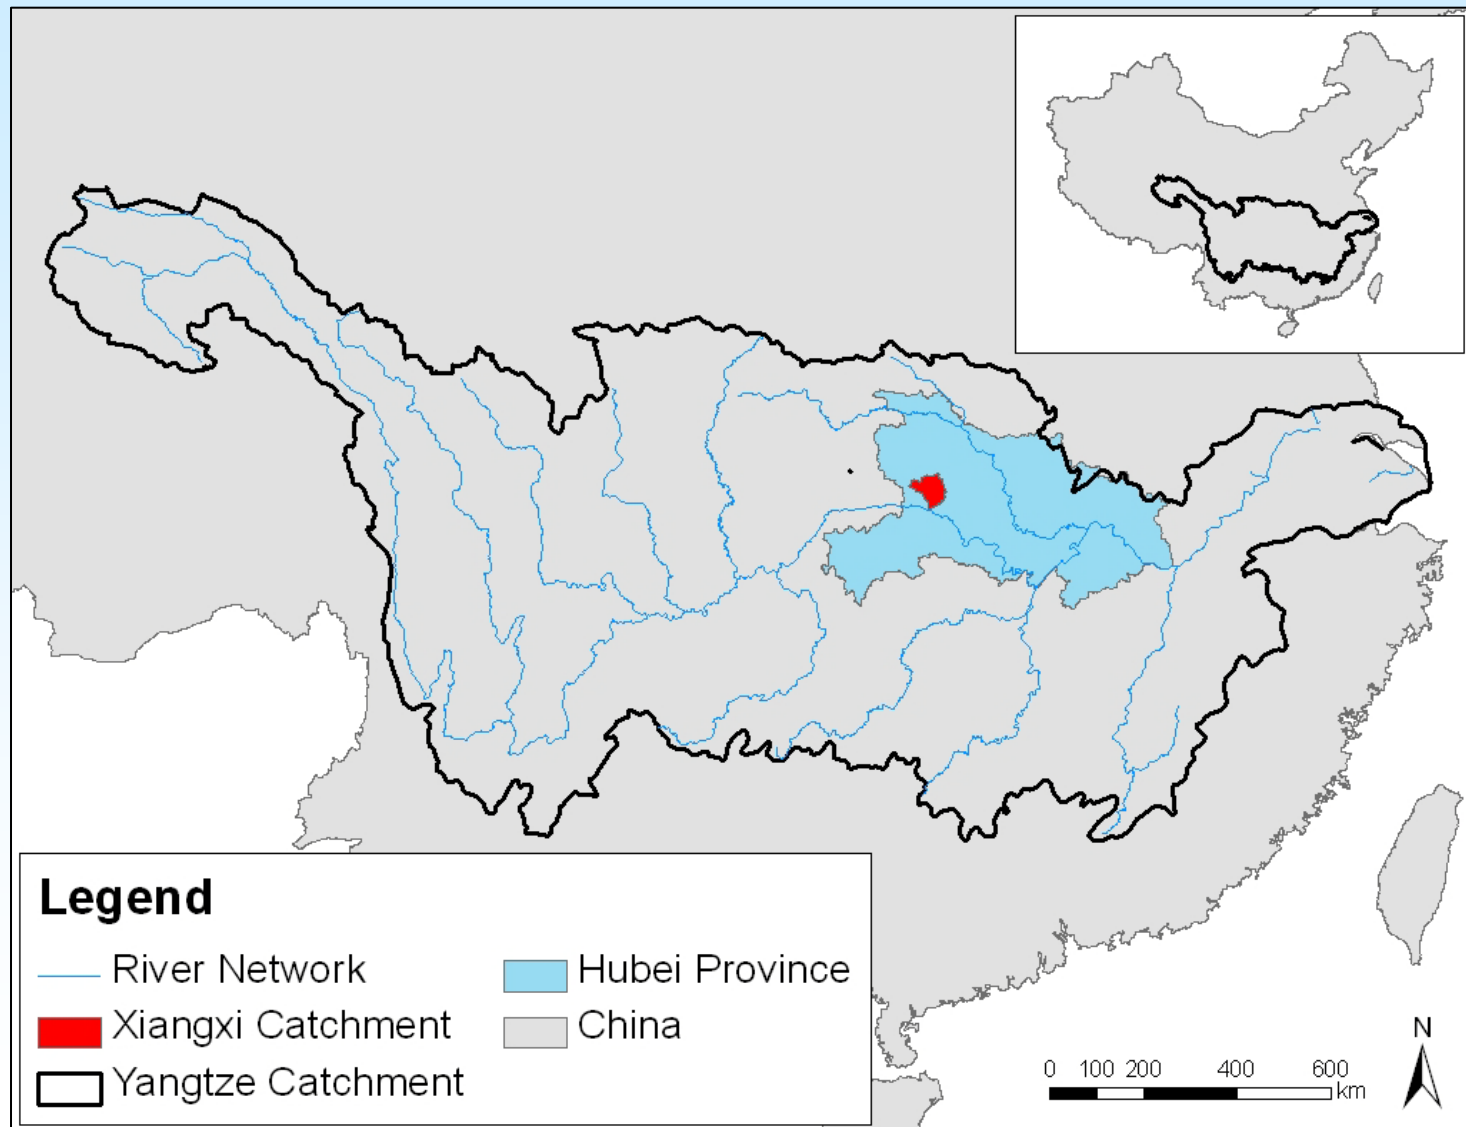 Legend
River Network
Hubei Province
Xiangxi Catchment
China
Yangtze Catchment
0 100 200 400 600
km
N